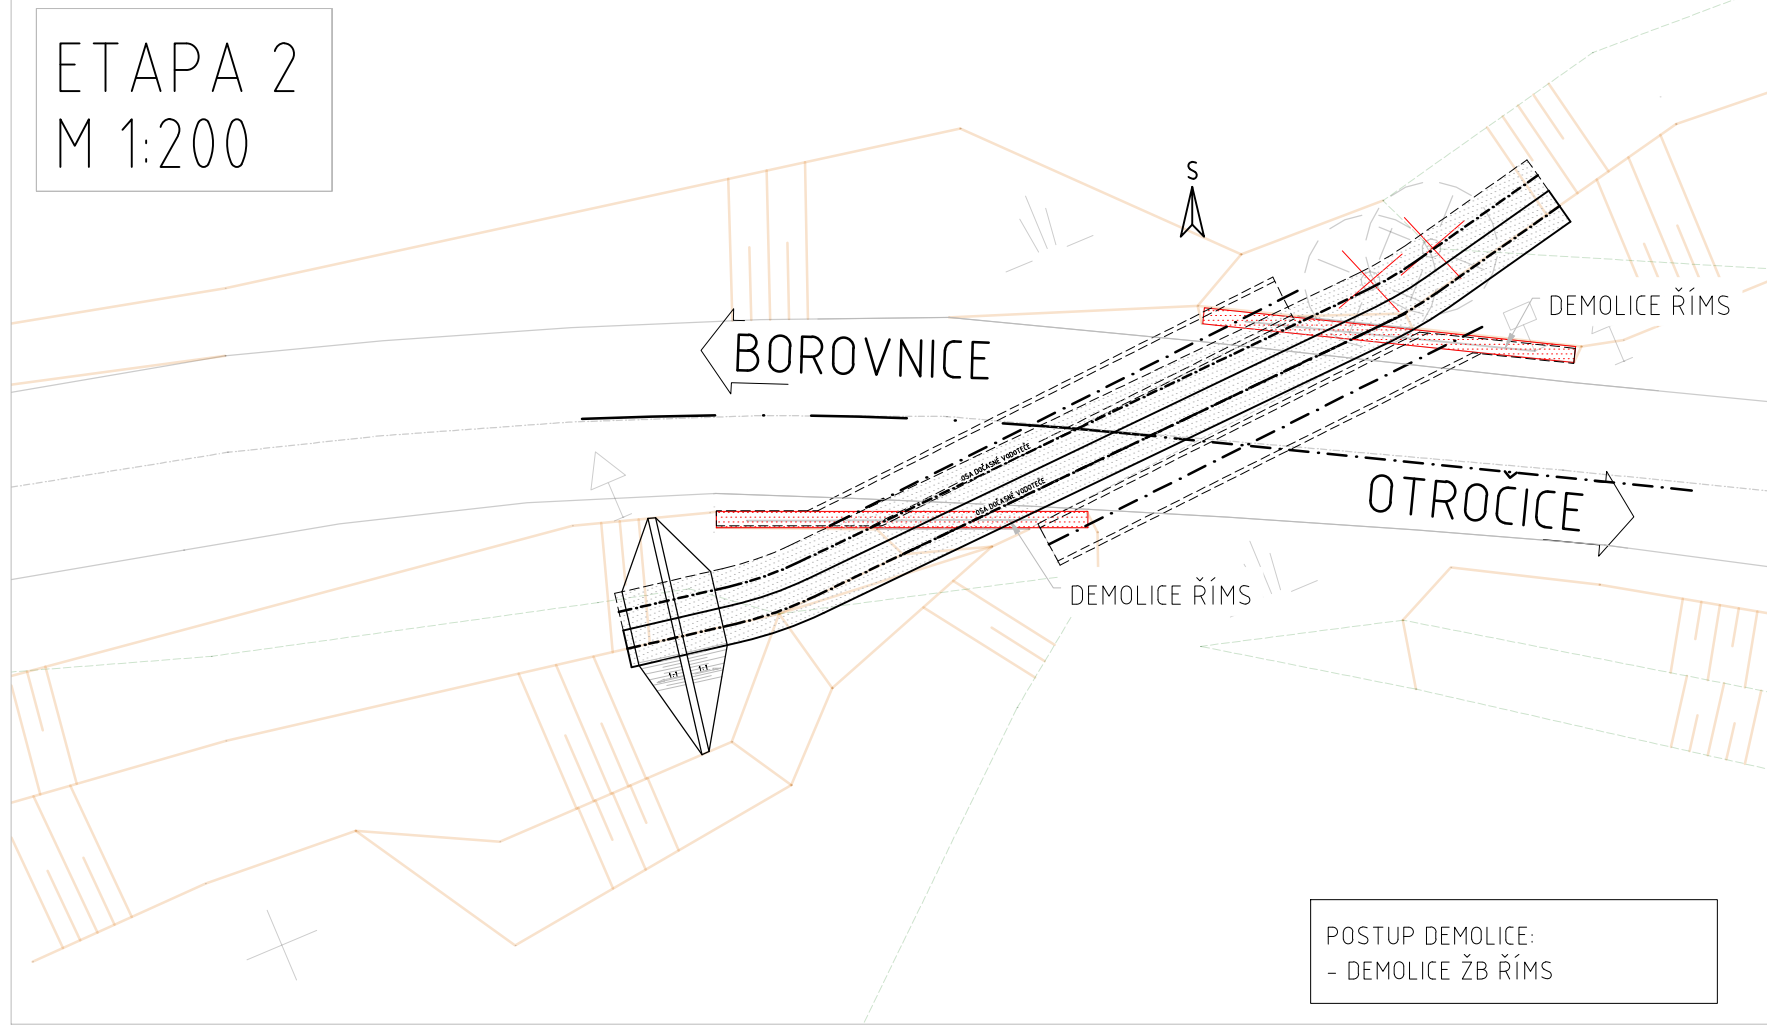 ETAPA 2
M 1:200
S
DEMOLICE ŘÍMS
BOROVNICE
OSA DOČASNÉ VODOTEČE
OSA DOČASNÉ VODOTEČE
OTROČICE
DEMOLICE ŘÍMS
1:1
1:1
POSTUP DEMOLICE:
- DEMOLICE ŽB ŘÍMS